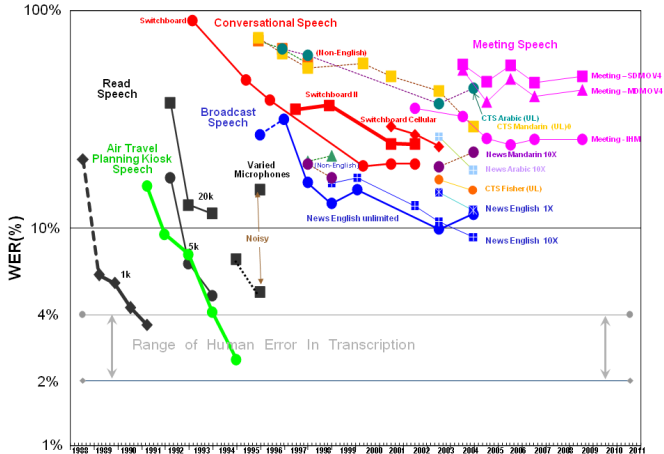 100%
Switchboard
Conversational Speech
(Non-English)
Meeting Speech
Meeting – SDM OV4
Meeting – MDM OV4
Read
Speech
Switchboard II
Broadcast
Speech
Switchboard Cellular
CTS Arabic (UL)
CTS Mandarin (UL)0
Meeting - IHM
Air Travel
Planning Kiosk
Speech
Varied
Microphones
(Non-English
News Mandarin 10X
News Arabic 10X
20k
CTS Fisher (UL)
News English 1X
News English unlimited
News English 10X
10%
Noisy
5k
1k
WER(%)
4%
Range of Human Error In Transcription
2%
1%
1988 1989 1990 1991 1992 1993 1994 1995 1996 1997 1998 1999 2000 2001 2002 2003 2004 2005 2006 2007 2008 2009 2010 2011